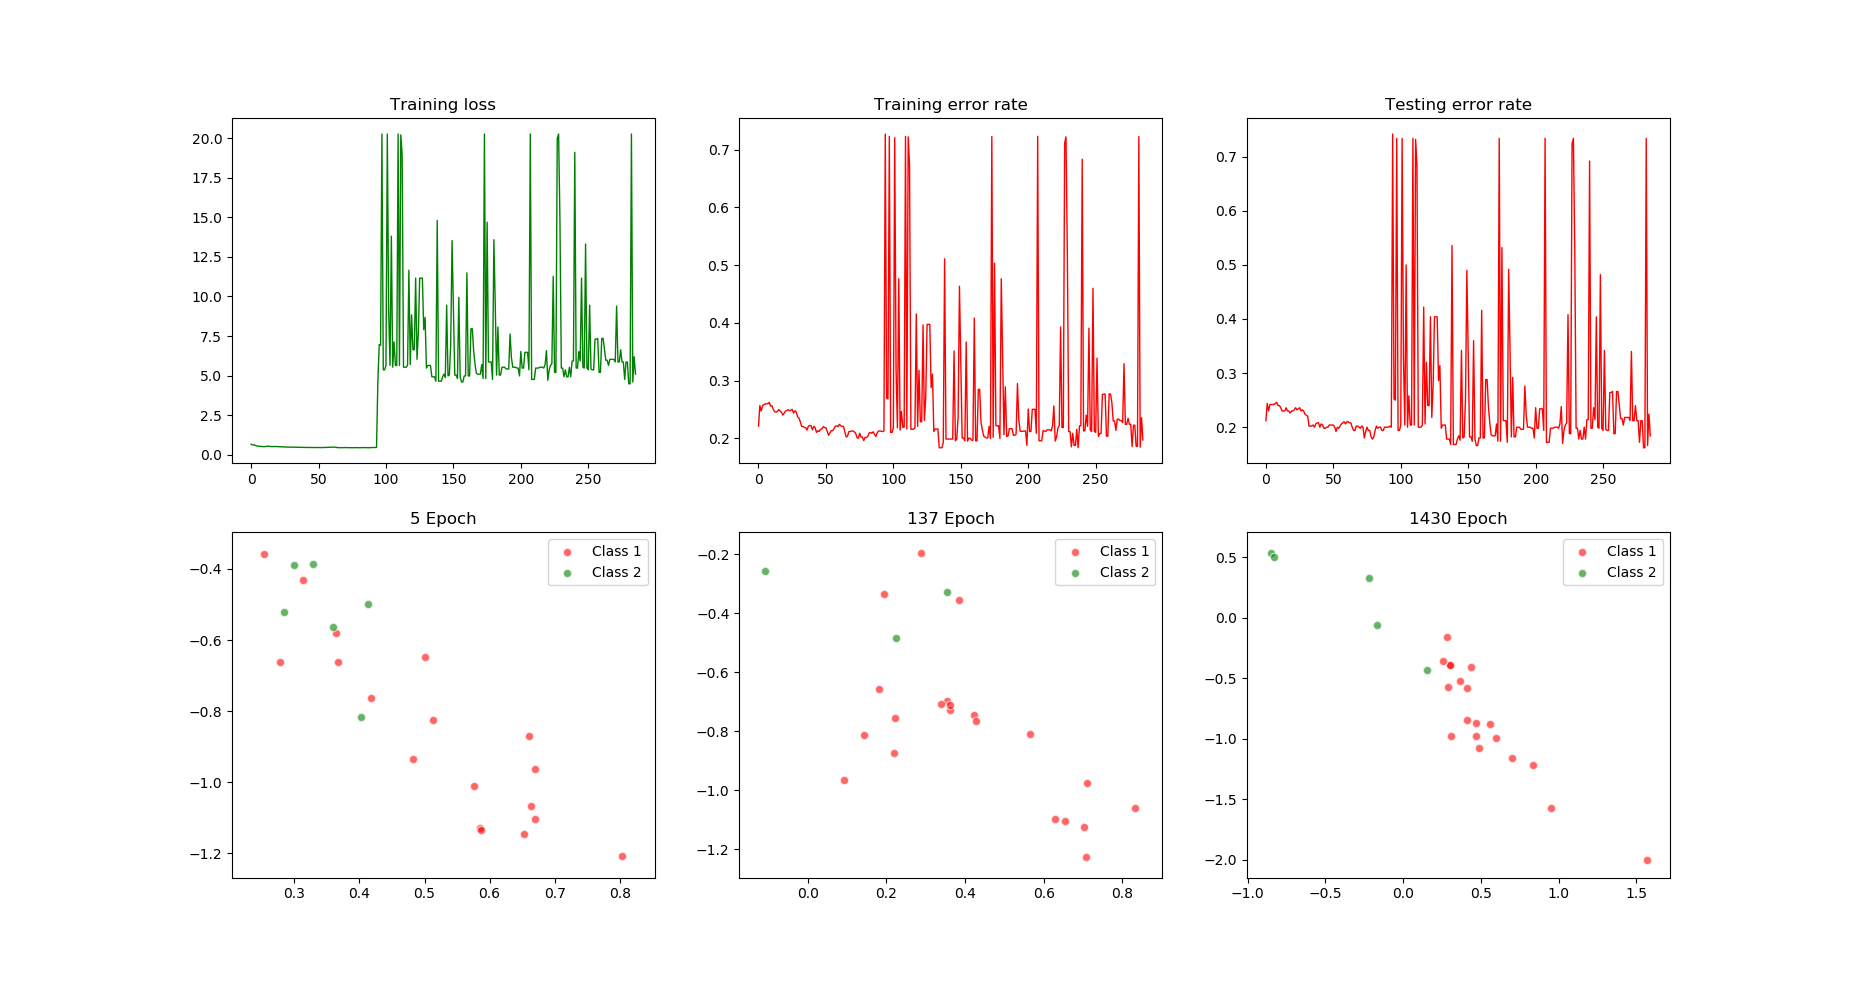 Training loss
Training error rate
Testing error rate
20.0
17.5
15.0
12.5
10.0
7.5
5.0
2.5
0.0
0 50 100 150 200 250
0.7
0.6
0.5
0.4
0.3
0.2
0 50 100 150 200 250
0.7
0.6
0.5
0.4
0.3
0.2
0 50 100 150 200 250
5 Epoch
137 Epoch
1430 Epoch
Class 1
Class 2
−0.4
−0.6
−0.8
−1.0
−1.2
0.3 0.4 0.5 0.6 0.7 0.8
Class 1
Class 2
−0.2
−0.4
−0.6
−0.8
−1.0
−1.2
0.0 0.2 0.4 0.6 0.8
Class 1
Class 2
0.5
0.0
−0.5
−1.0
−1.5
−2.0
−1.0 −0.5 0.0 0.5 1.0 1.5